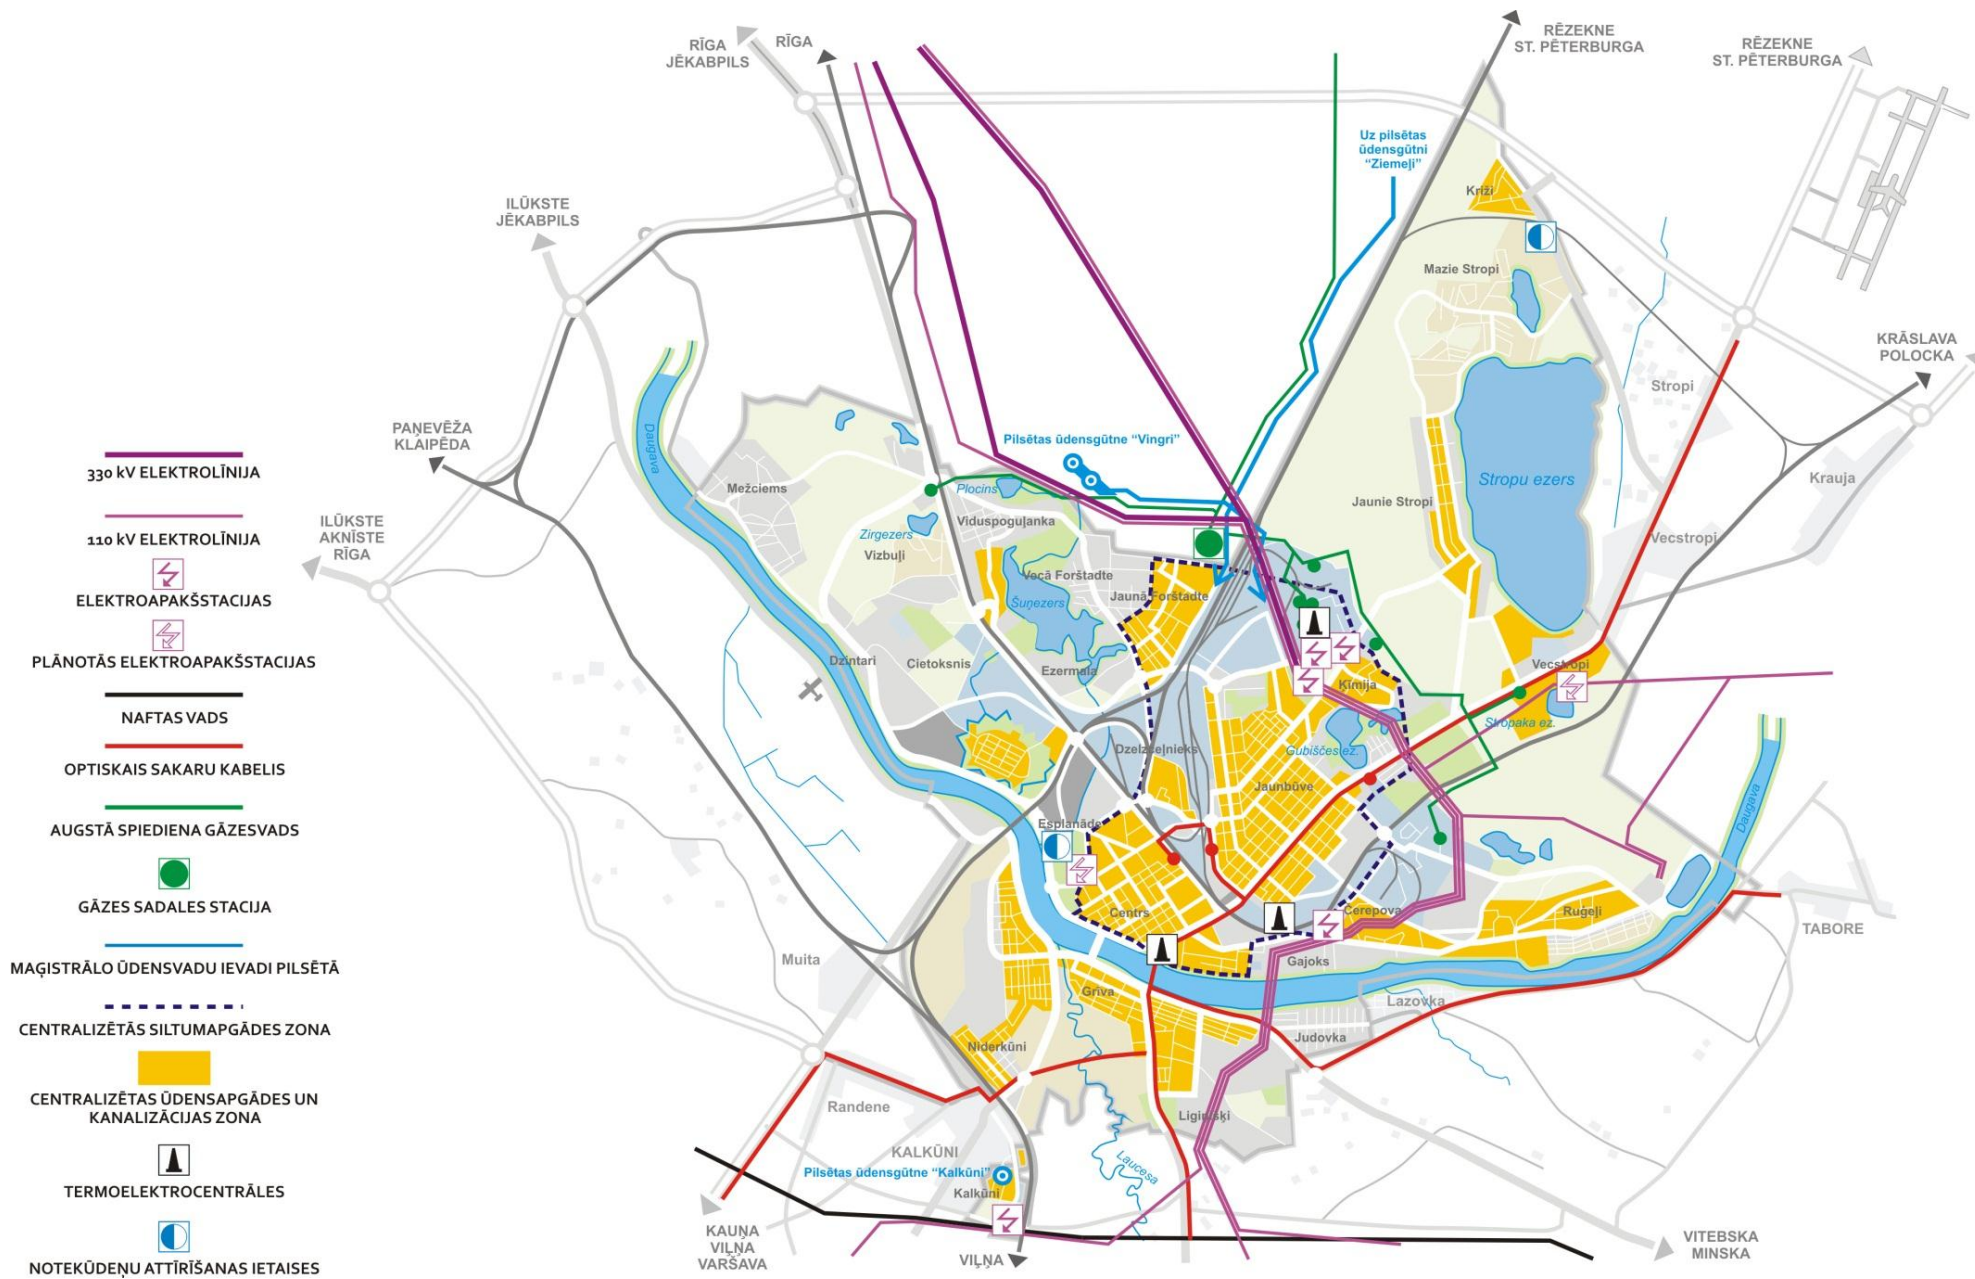 RĪGA
JĒKABPILS
RĪGA
RĒZEKNE
ST. PĒTERBURGA
RĒZEKNE
ST. PĒTERBURGA
Uz pilsētas
ūdensgūtni
“Ziemeļi”
Križi
ILŪKSTE
JĒKABPILS
Mazie Stropi
KRĀSLAVA
POLOCKA
Stropi
PAŅEVĒŽA
KLAIPĒDA
Daugava
Pilsētas ūdensgūtne “Vingri”
Mežciems
Plocins
Stropu ezers
Krauja
Jaunie Stropi
ILŪKSTE
AKNĪSTE
RĪGA
Viduspoguļanka
Zirgezers
Vizbuļi
Vecstropi
Vecā Forštadte
Jaunā Forštadte
Šuņezers
Dzintari
Cietoksnis
Ezermala
Vecstropi
Ķīmija
Stropaka ez.
Dzelzceļnieks
Gubiščes ez.
Jaunbūve
Esplanāde
Daugava
Centrs
Čerepova
Ruģeļi
TABORE
Muita
Gajoks
Grīva
Lazovka
Judovka
Niderkūni
Randene
Liginišķi
KALKŪNI
Pilsētas ūdensgūtne “Kalkūni”
Kalkūni
Laucesa
KAUŅA
VIĻŅA
VARŠAVA
VIĻŅA
VITEBSKA
MINSKA
330 kV ELEKTROLĪNIJA
110 kV ELEKTROLĪNIJA
ELEKTROAPAKŠSTACIJAS
PLĀNOTĀS ELEKTROAPAKŠSTACIJAS
NAFTAS VADS
OPTISKAIS SAKARU KABELIS
AUGSTĀ SPIEDIENA GĀZESVADS
GĀZES SADALES STACIJA
MAĢISTRĀLO ŪDENSVADU IEVADI PILSĒTĀ
CENTRALIZĒTĀS SILTUMAPGĀDES ZONA
CENTRALIZĒTAS ŪDENSAPGĀDES UN
KANALIZĀCIJAS ZONA
TERMOELEKTROCENTRĀLES
NOTEKŪDEŅU ATTĪRĪŠANAS IETAISES